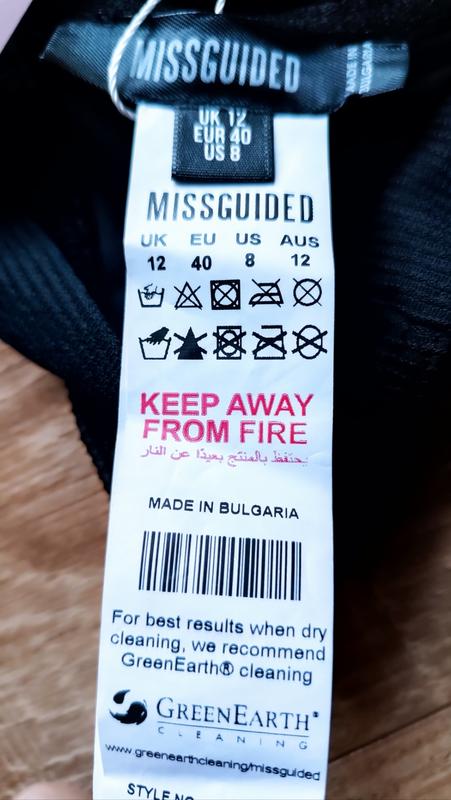 MISSGUIDED
MADE IN
BULGARIA
UK 12
EUR 40
US 8
MISSGUIDED
UK EU US AUS
12 40 8 12
KEEP AWAY
FROM FIRE
يحتفظ بالمنتج بعيدًا عن النار
MADE IN BULGARIA
For best results when dry
cleaning, we recommend
GreenEarth® cleaning
GREENEARTH®
CLEANING
www.greenearthcleaning/missguided
STYLE NO